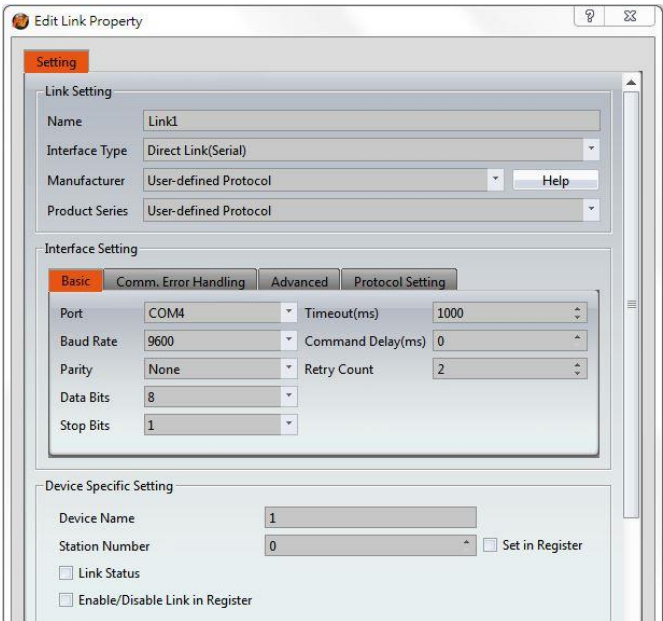 Edit Link Property
Setting
Link Setting
Name Link1
Interface Type Direct Link(Serial)
Manufacturer User-defined Protocol Help
Product Series User-defined Protocol
Interface Setting
Basic Comm. Error Handling Advanced Protocol Setting
Port COM4 Timeout(ms) 1000
Baud Rate 9600 Command Delay(ms) 0
Parity None Retry Count 2
Data Bits 8
Stop Bits 1
Device Specific Setting
Device Name 1
Station Number 0 Set in Register
Link Status
Enable/Disable Link in Register